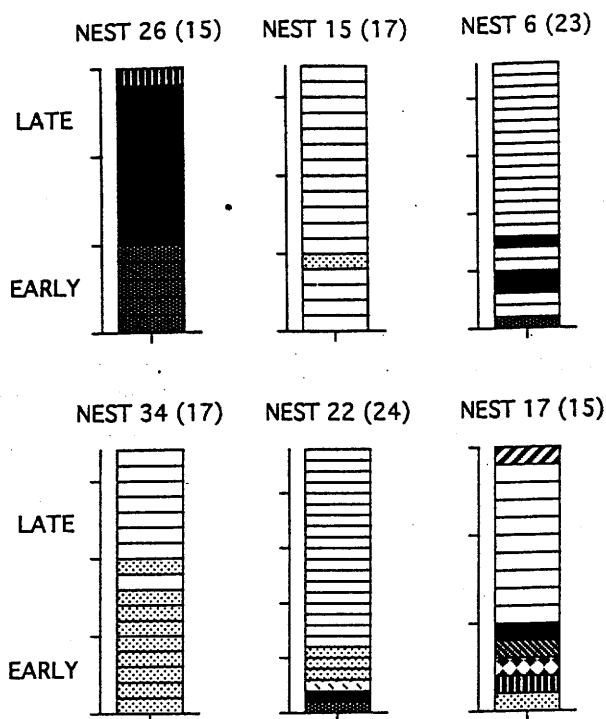 NEST 26 (15) NEST 15 (17) NEST 6 (23)
LATE
EARLY
NEST 34 (17) NEST 22 (24) NEST 17 (15)
LATE
EARLY